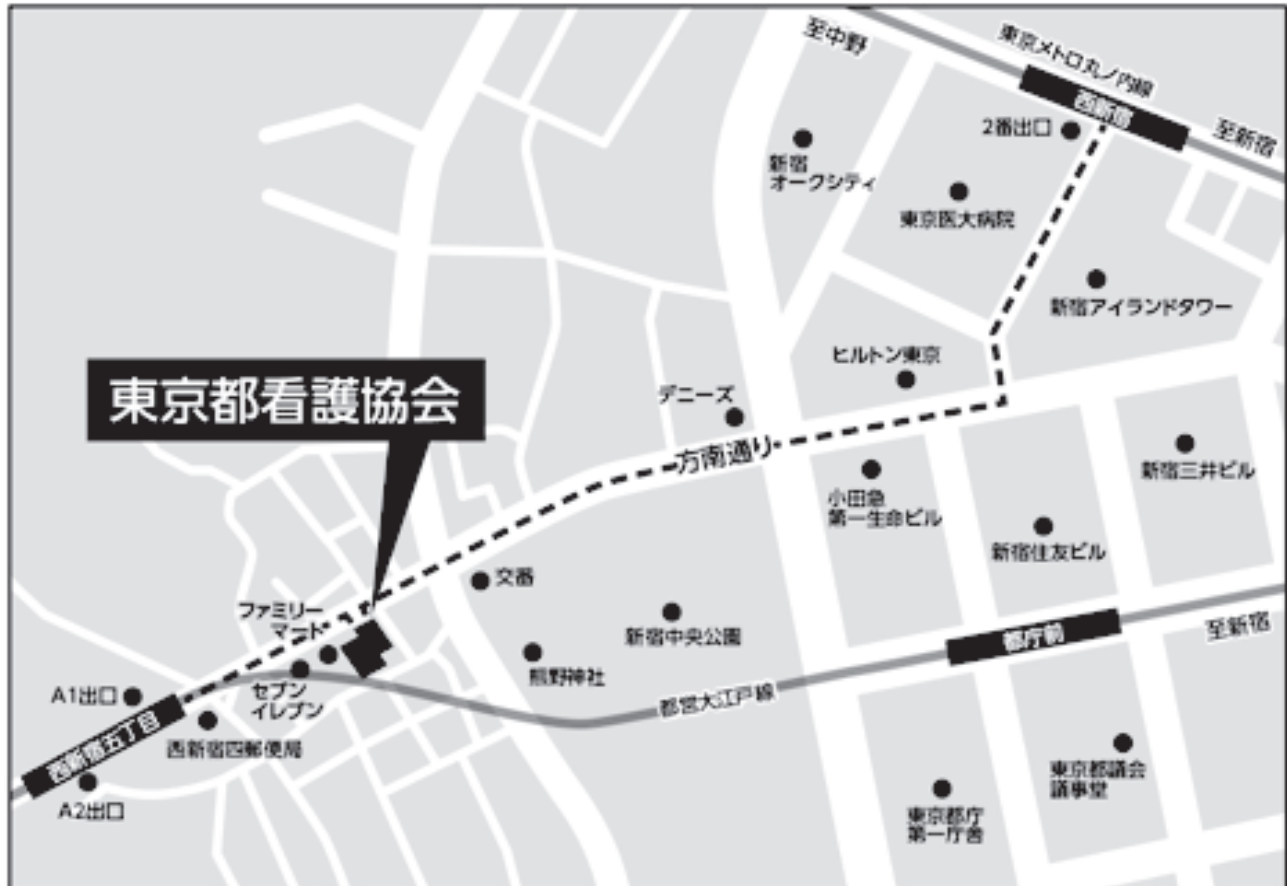 至中野
東京メトロ丸ノ内線
西新宿
至新宿
2番出口
新宿
オークシティ
東京医大病院
新宿アイランドタワー
ヒルトン東京
デニーズ
東京都看護協会
方南通り
新宿三井ビル
小田急
第一生命ビル
新宿住友ビル
交番
ファミリー
マート
新宿中央公園
都庁前
至新宿
熊野神社
セブン
イレブン
都営大江戸線
A1出口
西新宿五丁目
西新宿四郵便局
A2出口
東京都議会
議事堂
東京都庁
第一庁舎